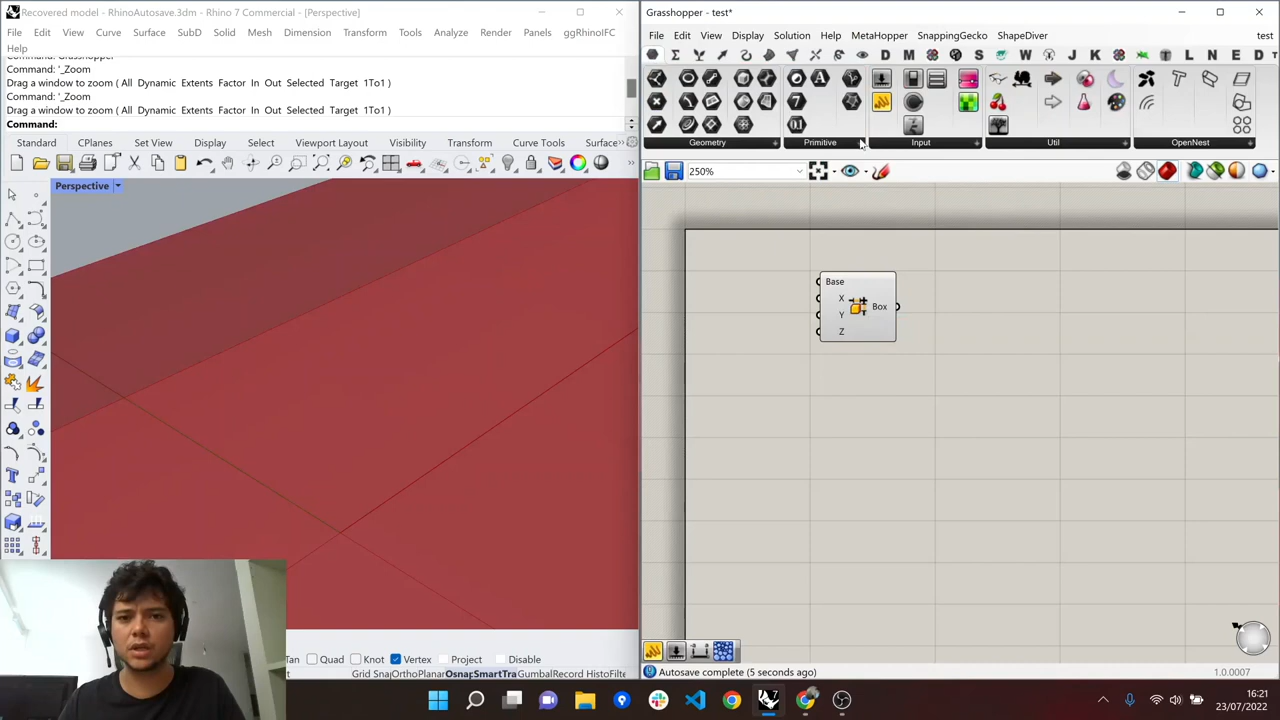 Recovered model - RhinoAutosave.3dm - Rhino 7 Commercial - [Perspective]
File Edit View Curve Surface SubD Solid Mesh Dimension Transform Tools Analyze Render Panels ggRhinoIFC
Help
Command: '_Zoom
Drag a window to zoom ( All Dynamic Extents Factor In Out Selected Target 1To1 )
Command: '_Zoom
Drag a window to zoom ( All Dynamic Extents Factor In Out Selected Target 1To1 )
Command:
Standard CPlanes Set View Display Select Viewport Layout Visibility Transform Curve Tools Surface
Perspective
Tan Quad Knot Vertex Project Disable
Grid Snap Ortho Planar Osnap SmartTra Gumball Record Histo Filte
Grasshopper - test*
File Edit View Display Solution Help MetaHopper SnappingGecko ShapeDiver test
D M S W J K L N E D T
Geometry Primitive Input Util OpenNest
250%
Base
X
Y
Z
Box
Autosave complete (5 seconds ago)
1.0.0007
16:21
23/07/2022